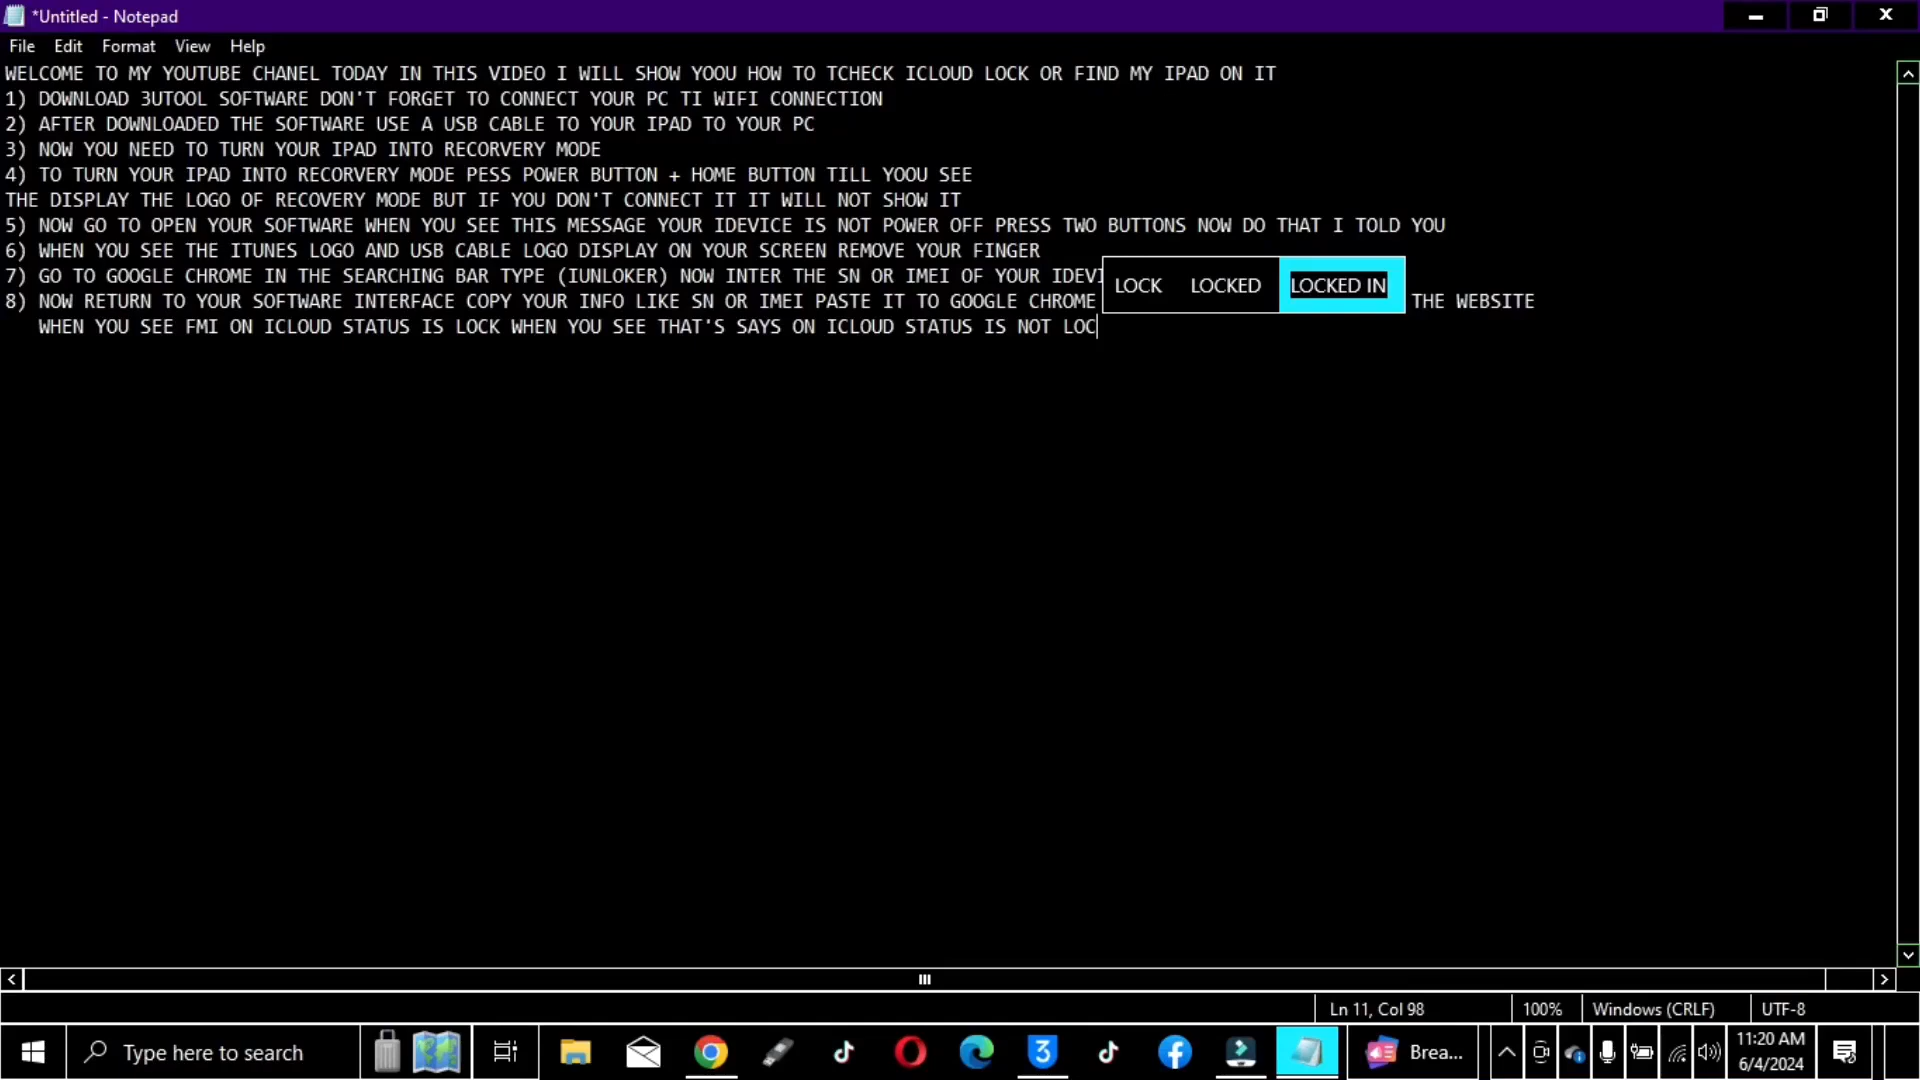 *Untitled - Notepad
File Edit Format View Help
WELCOME TO MY YOUTUBE CHANEL TODAY IN THIS VIDEO I WILL SHOW YOOU HOW TO TCHECK ICLOUD LOCK OR FIND MY IPAD ON IT
1) DOWNLOAD 3UTOOL SOFTWARE DON'T FORGET TO CONNECT YOUR PC TI WIFI CONNECTION
2) AFTER DOWNLOADED THE SOFTWARE USE A USB CABLE TO YOUR IPAD TO YOUR PC
3) NOW YOU NEED TO TURN YOUR IPAD INTO RECORVERY MODE
4) TO TURN YOUR IPAD INTO RECORVERY MODE PESS POWER BUTTON + HOME BUTTON TILL YOOU SEE
THE DISPLAY THE LOGO OF RECOVERY MODE BUT IF YOU DON'T CONNECT IT IT WILL NOT SHOW IT
5) NOW GO TO OPEN YOUR SOFTWARE WHEN YOU SEE THIS MESSAGE YOUR IDEVICE IS NOT POWER OFF PRESS TWO BUTTONS NOW DO THAT I TOLD YOU
6) WHEN YOU SEE THE ITUNES LOGO AND USB CABLE LOGO DISPLAY ON YOUR SCREEN REMOVE YOUR FINGER
7) GO TO GOOGLE CHROME IN THE SEARCHING BAR TYPE (IUNLOKER) NOW INTER THE SN OR IMEI OF YOUR IDEVI
LOCK LOCKED LOCKED IN
8) NOW RETURN TO YOUR SOFTWARE INTERFACE COPY YOUR INFO LIKE SN OR IMEI PASTE IT TO GOOGLE CHROME THE WEBSITE
WHEN YOU SEE FMI ON ICLOUD STATUS IS LOCK WHEN YOU SEE THAT'S SAYS ON ICLOUD STATUS IS NOT LOC
Ln 11, Col 98 100% Windows (CRLF) UTF-8
Type here to search Brea... 11:20 AM
6/4/2024